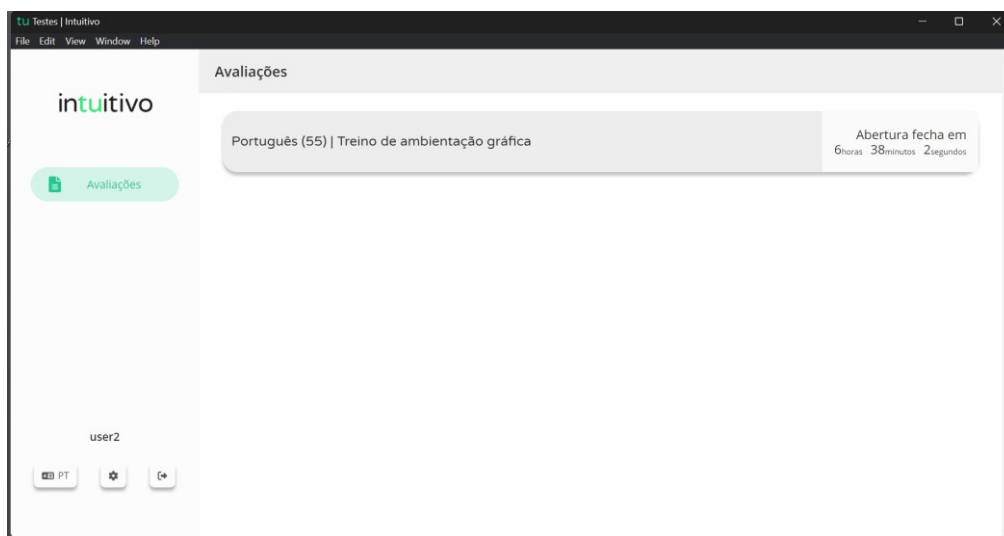 tu Testes | Intuitivo
File Edit View Window Help
intuitivo
Avaliações
user2
PT
Avaliações
Português (55) | Treino de ambientação gráfica
Abertura fecha em
6horas 38minutos 2segundos